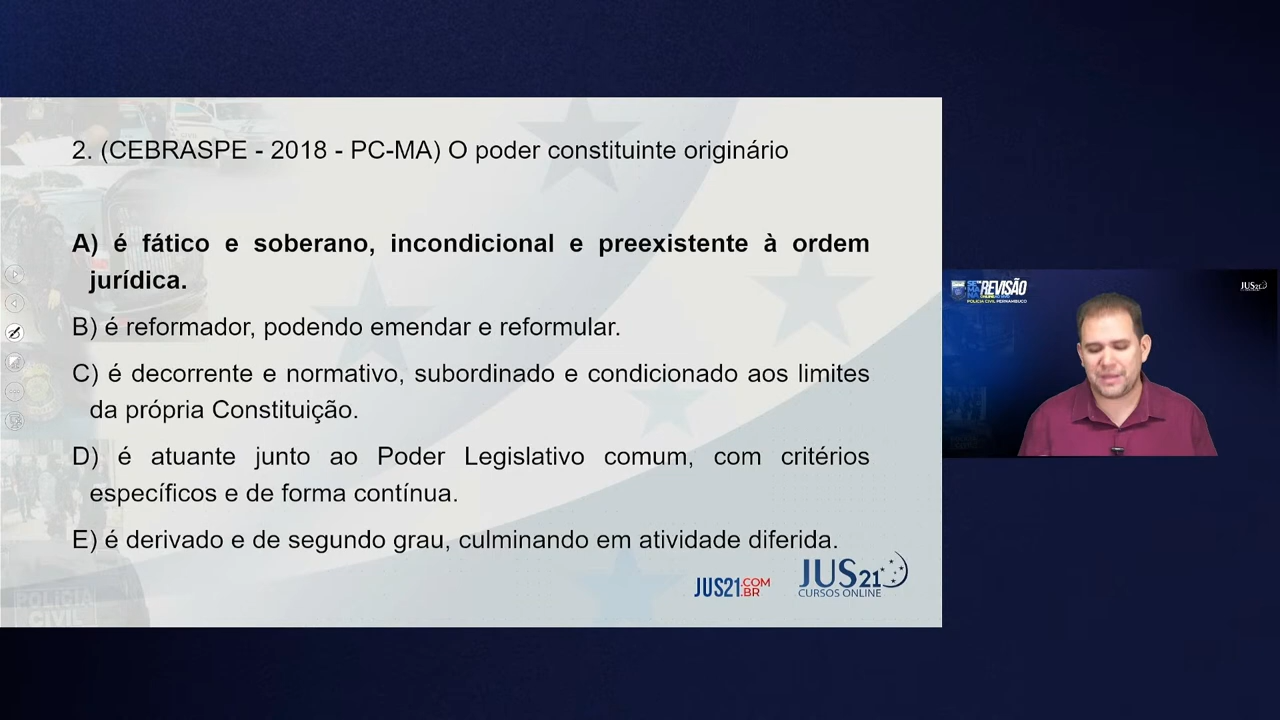 2. (CEBRASPE - 2018 - PC-MA) O poder constituinte originário
A) é fático e soberano, incondicional e preexistente à ordem
jurídica.
B) é reformador, podendo emendar e reformular.
C) é decorrente e normativo, subordinado e condicionado aos limites
da própria Constituição.
D) é atuante junto ao Poder Legislativo comum, com critérios
específicos e de forma contínua.
E) é derivado e de segundo grau, culminando em atividade diferida.
JUS21.COM
.BR
JUS21
CURSOS ONLINE
POLÍCIA
CIVIL
SEMANA
REVISÃO
POLÍCIA CIVIL PERNAMBUCO
JUS21